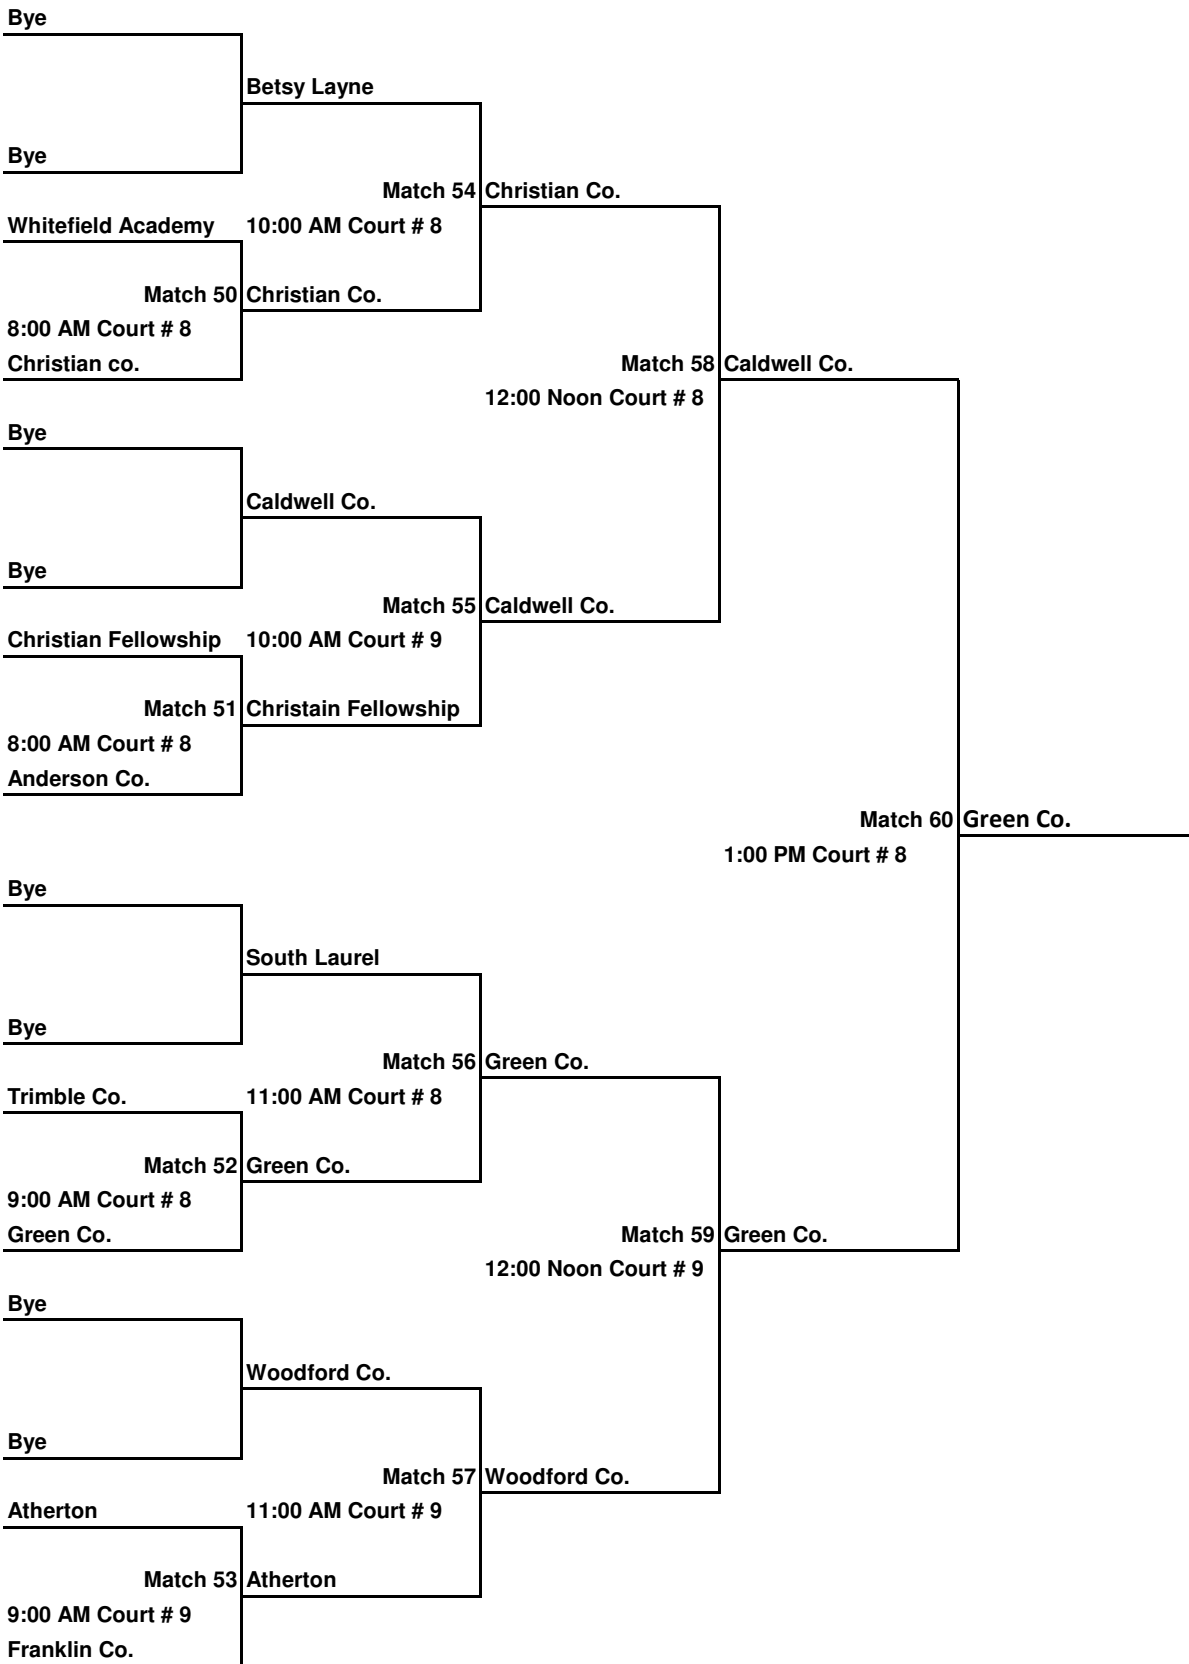 Bye
Betsy Layne
Bye
Match 54 Christian Co.
Whitefield Academy 10:00 AM Court # 8
Match 50 Christian Co.
8:00 AM Court # 8
Christian co.
Match 58 Caldwell Co.
12:00 Noon Court # 8
Bye
Caldwell Co.
Bye
Match 55 Caldwell Co.
Christian Fellowship 10:00 AM Court # 9
Match 51 Christain Fellowship
8:00 AM Court # 8
Anderson Co.
Match 60 Green Co.
1:00 PM Court # 8
Bye
South Laurel
Bye
Match 56 Green Co.
Trimble Co. 11:00 AM Court # 8
Match 52 Green Co.
9:00 AM Court # 8
Green Co.
Match 59 Green Co.
12:00 Noon Court # 9
Bye
Woodford Co.
Bye
Match 57 Woodford Co.
Atherton 11:00 AM Court # 9
Match 53 Atherton
9:00 AM Court # 9
Franklin Co.